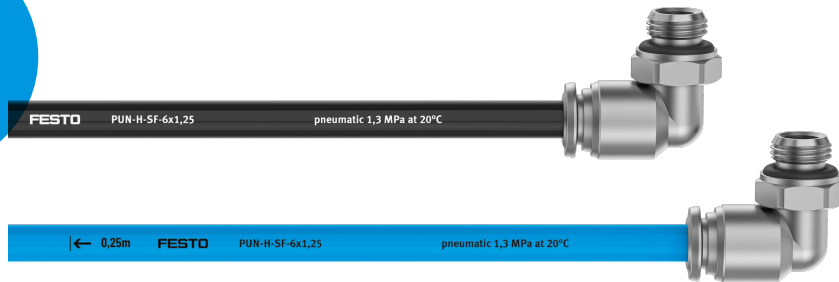 FESTO PUN-H-SF-6x1,25 pneumatic 1,3 MPa at 20°C
0,25m FESTO PUN-H-SF-6x1,25 pneumatic 1,3 MPa at 20°C